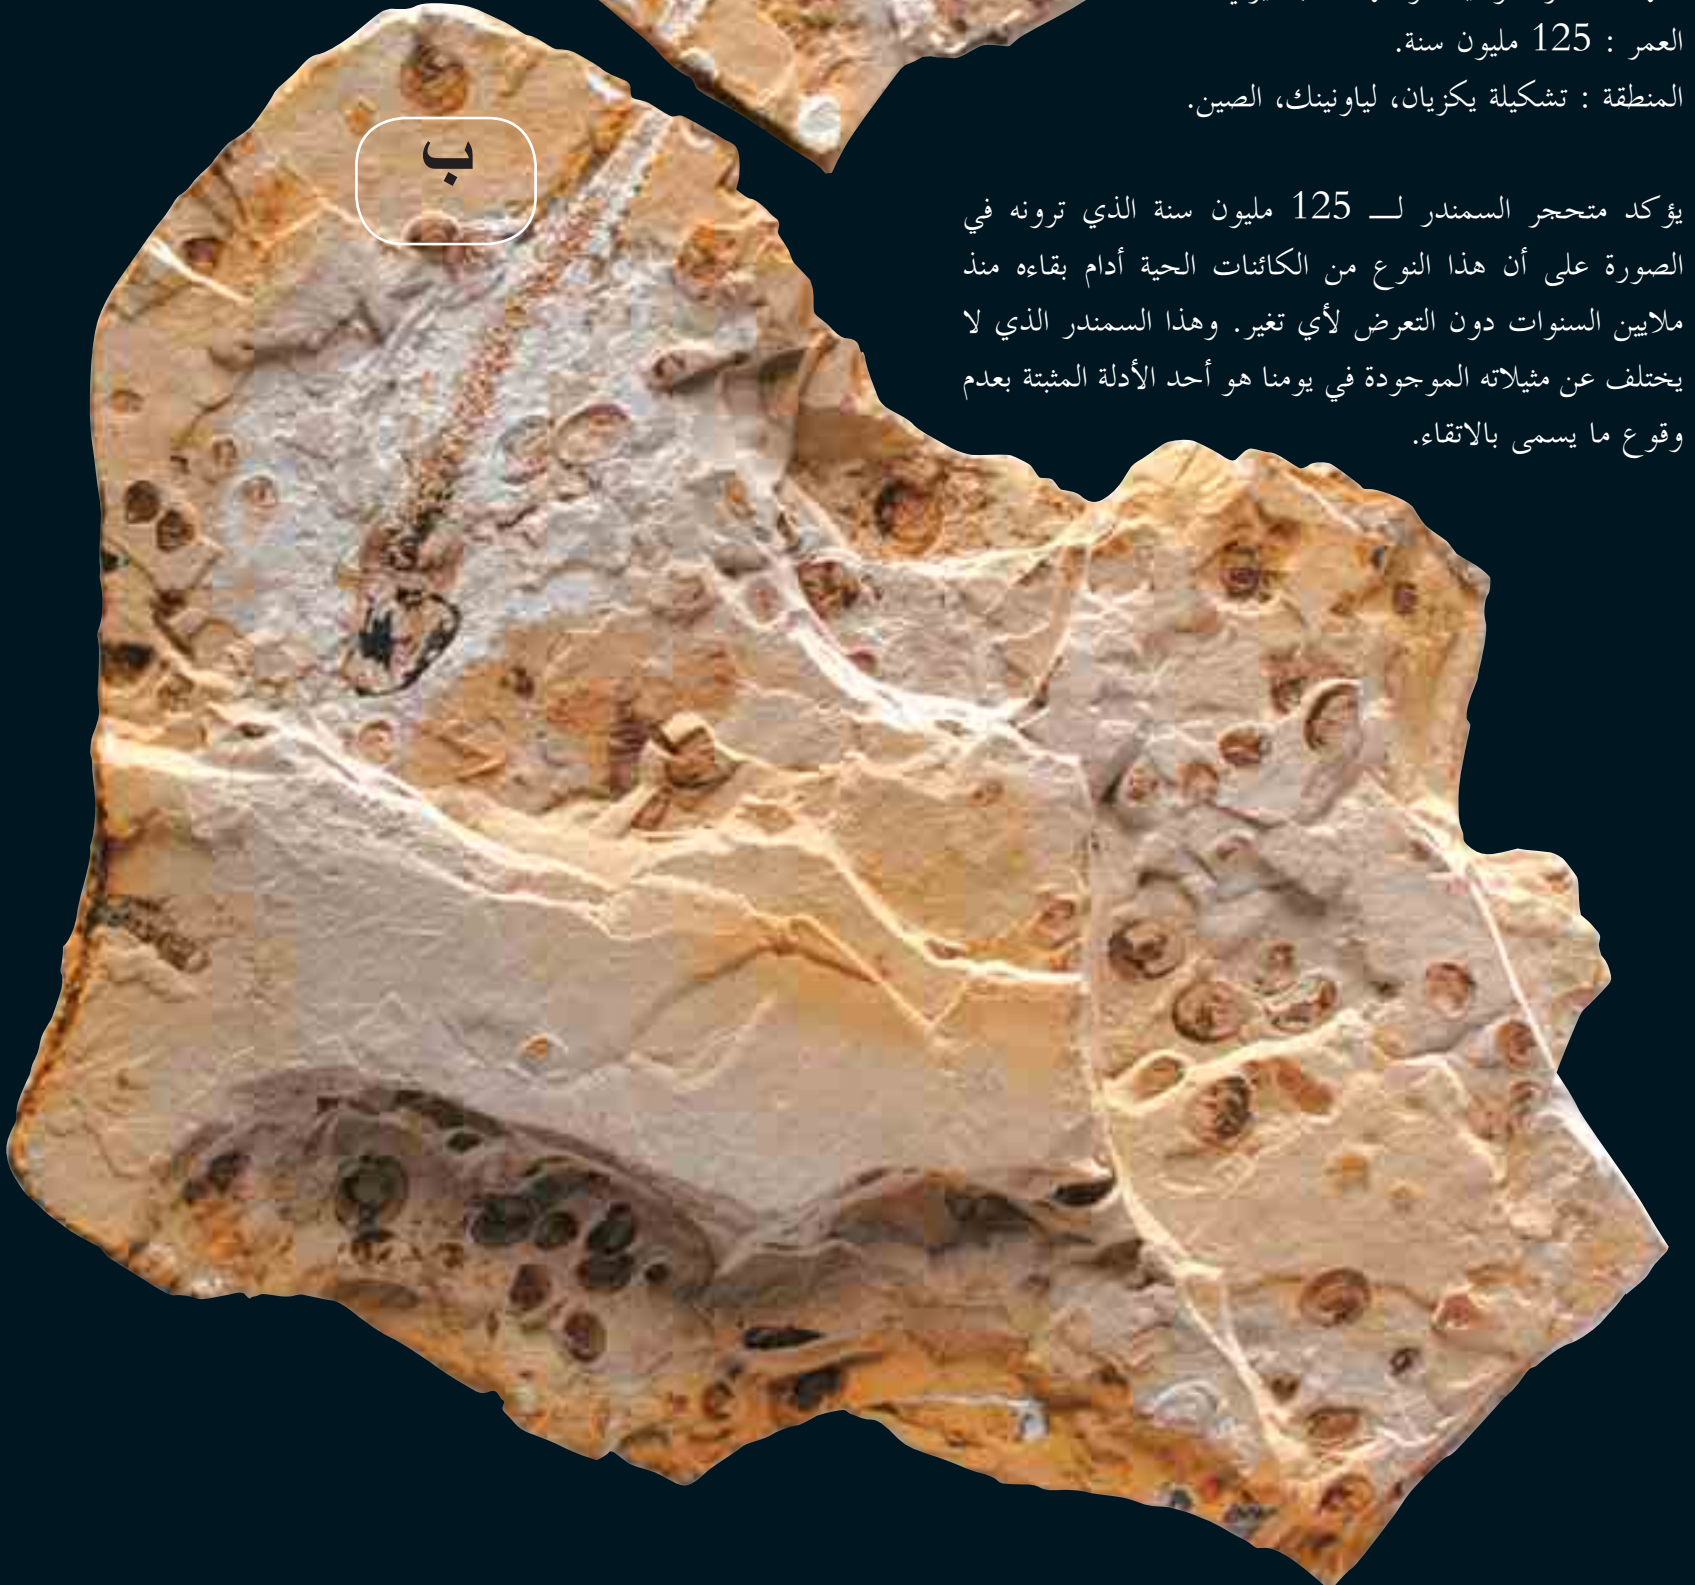 العمر : 125 مليون سنة.
المنطقة : تشكيلة يكزيان، لياونينك، الصين.
يؤكد متحجر السمندر لــ 125 مليون سنة الذي ترونه في
الصورة على أن هذا النوع من الكائنات الحية أدام بقاءه منذ
ملايين السنوات دون التعرض لأي تغير. وهذا السمندر الذي لا
يختلف عن مثيلاته الموجودة في يومنا هو أحد الأدلة المثبتة بعدم
وقوع ما يسمى بالاتقاء.
ب